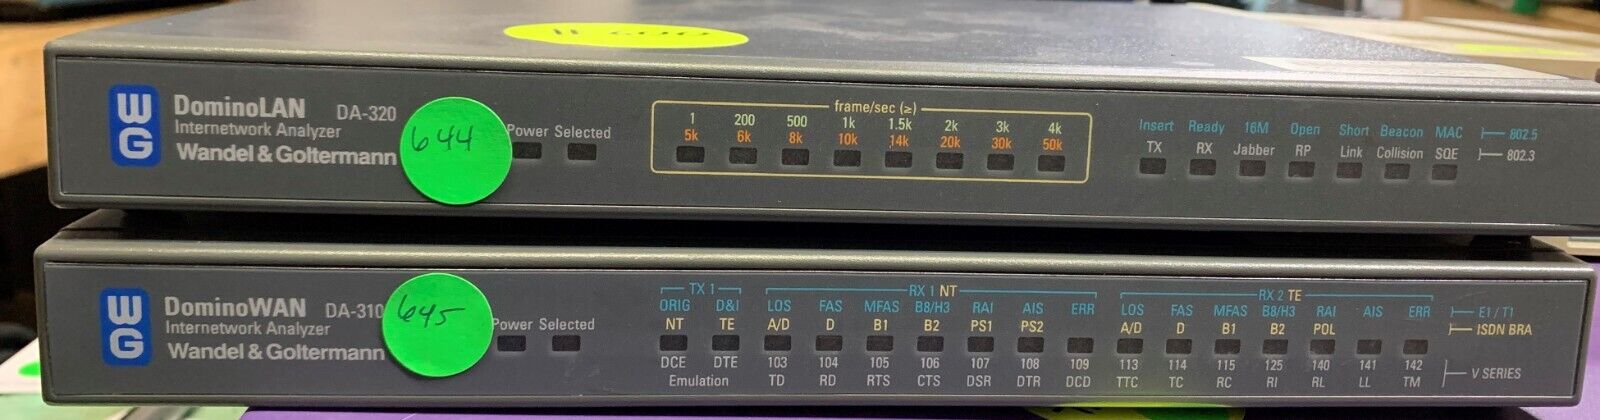 W
G
DominoLAN DA-320
Internetwork Analyzer
Wandel & Goltermann
644
Power Selected
frame/sec (≥)
1 200 500 1k 1.5k 2k 3k 4k
5k 6k 8k 10k 14k 20k 30k 50k
Insert Ready 16M Open Short Beacon MAC 802.5
TX RX Jabber RP Link Collision SQE 802.3
W
G
DominoWAN DA-310
Internetwork Analyzer
Wandel & Goltermann
645
Power Selected
TX 1 RX 1 NT RX 2 TE
ORIG D&I LOS FAS MFAS B8/H3 RAI AIS ERR LOS FAS MFAS B8/H3 RAI AIS ERR E1 / T1
NT TE A/D D B1 B2 PS1 PS2 A/D D B1 B2 POL ISDN BRA
DCE DTE 103 104 105 106 107 108 109 113 114 115 125 140 141 142 V SERIES
Emulation TD RD RTS CTS DSR DTR DCD TTC TC RC RI RL LL TM